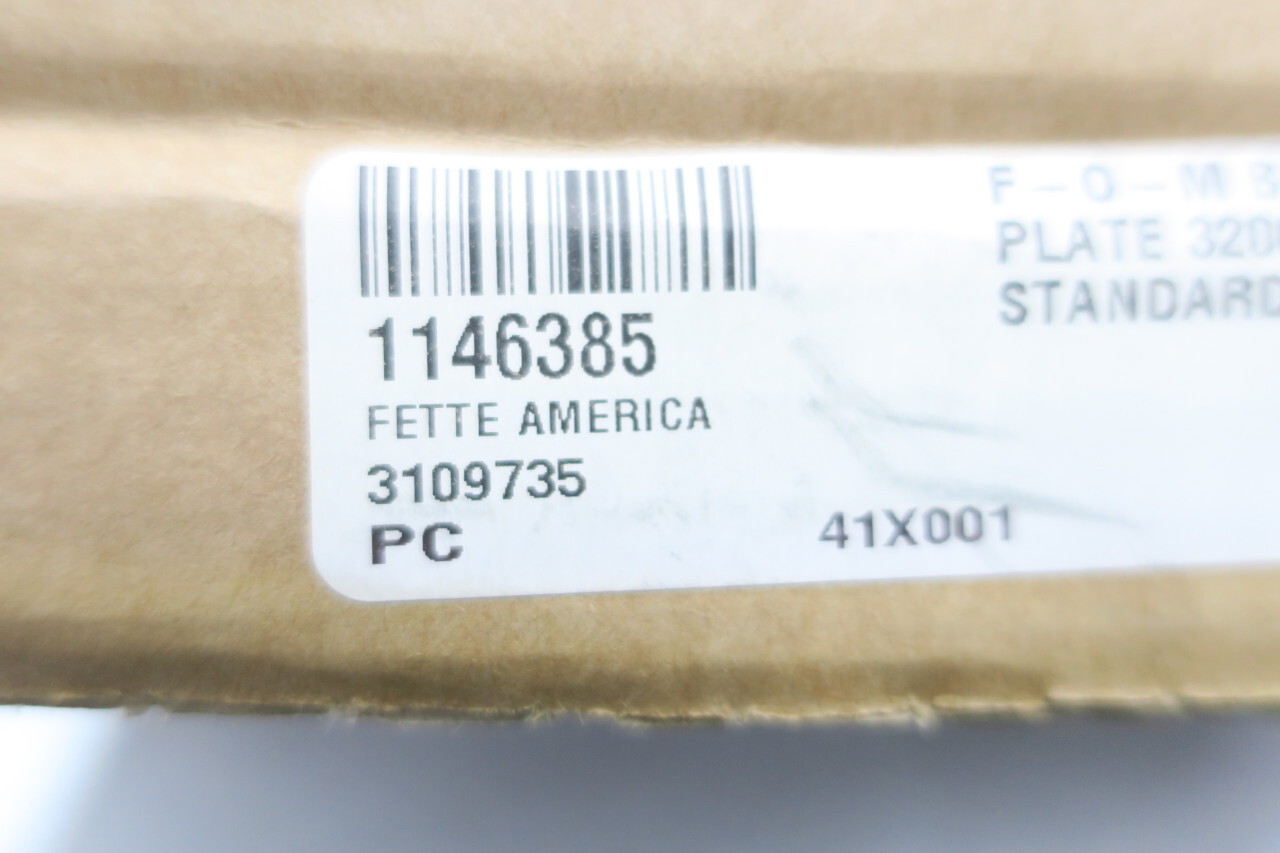 F-O-M
PLATE
STANDARD
1146385
FETTE AMERICA
3109735
PC 41X001